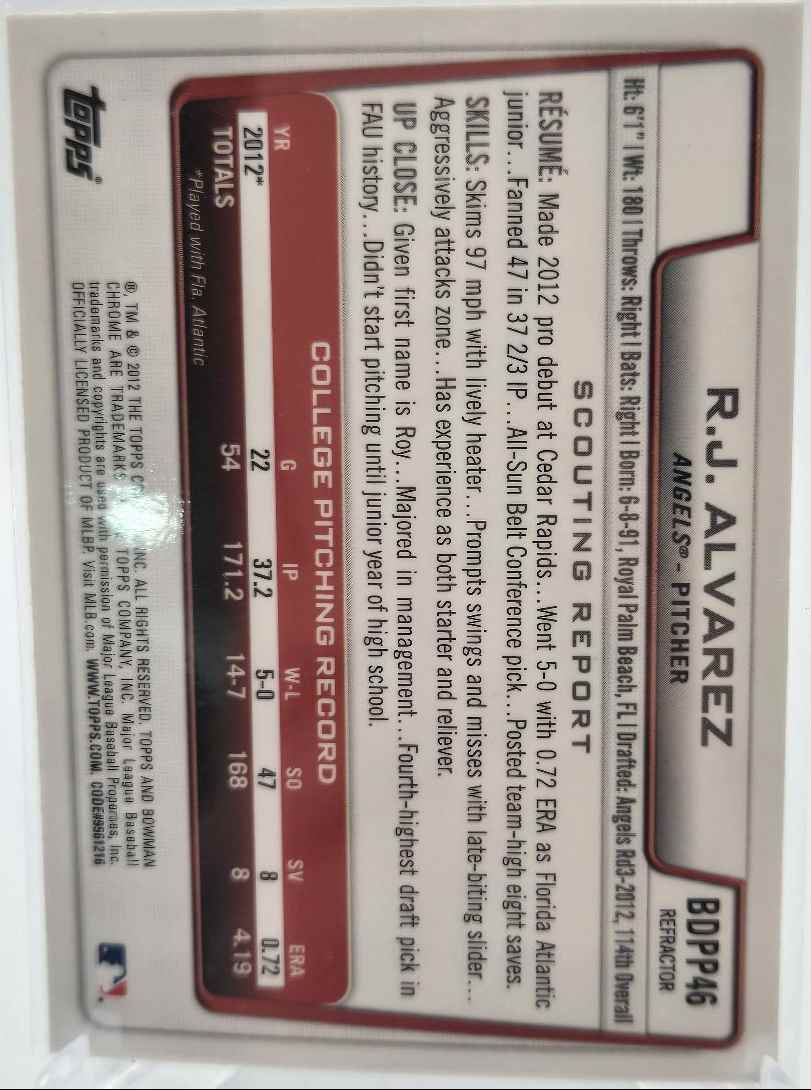 R.J. ALVAREZ
ANGELS® - PITCHER
BDPP46
REFRACTOR
Ht: 6'1" | Wt: 180 | Throws: Right | Bats: Right | Born: 6-8-91, Royal Palm Beach, FL | Drafted: Angels Rd3-2012, 114th Overall
SCOUTING REPORT
RÉSUMÉ: Made 2012 pro debut at Cedar Rapids...Went 5-0 with 0.72 ERA as Florida Atlantic
junior...Fanned 47 in 37 2/3 IP...All-Sun Belt Conference pick...Posted team-high eight saves.
SKILLS: Skims 97 mph with lively heater...Prompts swings and misses with late-biting slider...
Aggressively attacks zone...Has experience as both starter and reliever.
UP CLOSE: Given first name is Roy...Majored in management...Fourth-highest draft pick in
FAU history...Didn't start pitching until junior year of high school.
COLLEGE PITCHING RECORD
YR G IP W-L SO SV ERA
2012* 22 37.2 5-0 47 8 0.72
TOTALS 54 171.2 14-7 168 8 4.19
*Played with Fla. Atlantic
topps®
®, TM & © 2012 THE TOPPS INC. ALL RIGHTS RESERVED. TOPPS AND BOWMAN
CHROME ARE TRADEMARKS TOPPS COMPANY, INC. Major League Baseball
trademarks and copyrights are used with permission of Major League Baseball Properties, Inc.
OFFICIALLY LICENSED PRODUCT OF MLBP. Visit MLB.com. WWW.TOPPS.COM. CODE#9961216